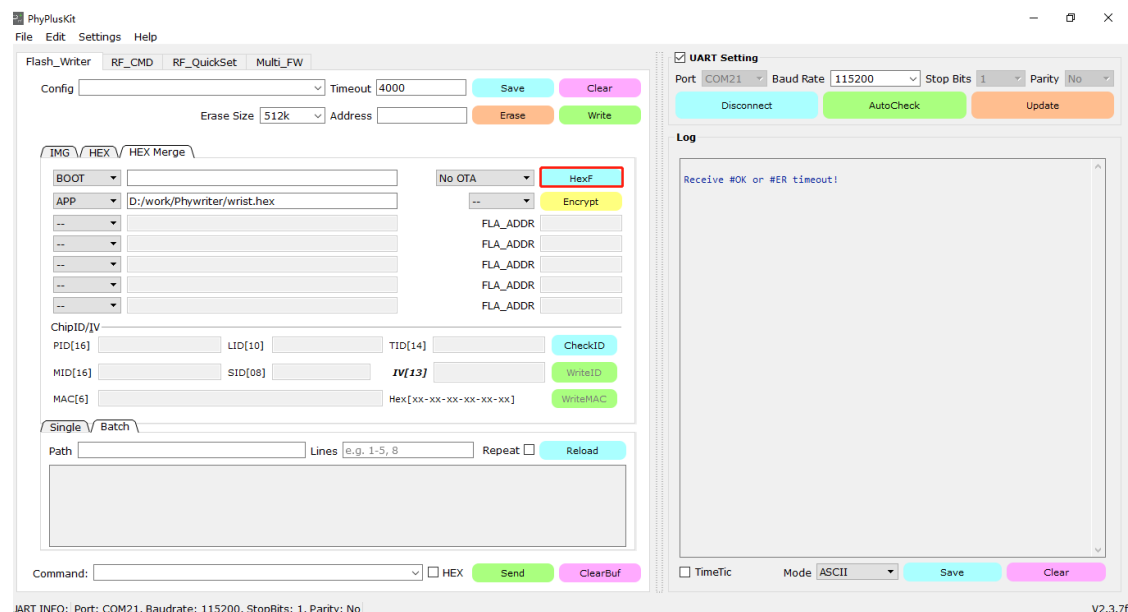 PhyPlusKit
File Edit Settings Help
Flash_Writer RF_CMD RF_QuickSet Multi_FW
Config Timeout 4000 Save Clear
Erase Size 512k Address Erase Write
IMG HEX HEX Merge
BOOT No OTA HexF
APP D:/work/Phywriter/wrist.hex -- Encrypt
-- FLA_ADDR
-- FLA_ADDR
-- FLA_ADDR
-- FLA_ADDR
-- FLA_ADDR
ChipID/IV
PID[16] LID[10] TID[14] CheckID
MID[16] SID[08] IV[13] WriteID
MAC[6] Hex[xx-xx-xx-xx-xx-xx] WriteMAC
Single Batch
Path Lines e.g. 1-5, 8 Repeat Reload
Command: HEX Send ClearBuf
UART Setting
Port COM21 Baud Rate 115200 Stop Bits 1 Parity No
Disconnect AutoCheck Update
Log
Receive #OK or #ER timeout!
TimeTic Mode ASCII Save Clear
JART INFO: Port: COM21, Baudrate: 115200, StopBits: 1, Parity: No
V2.3.7f